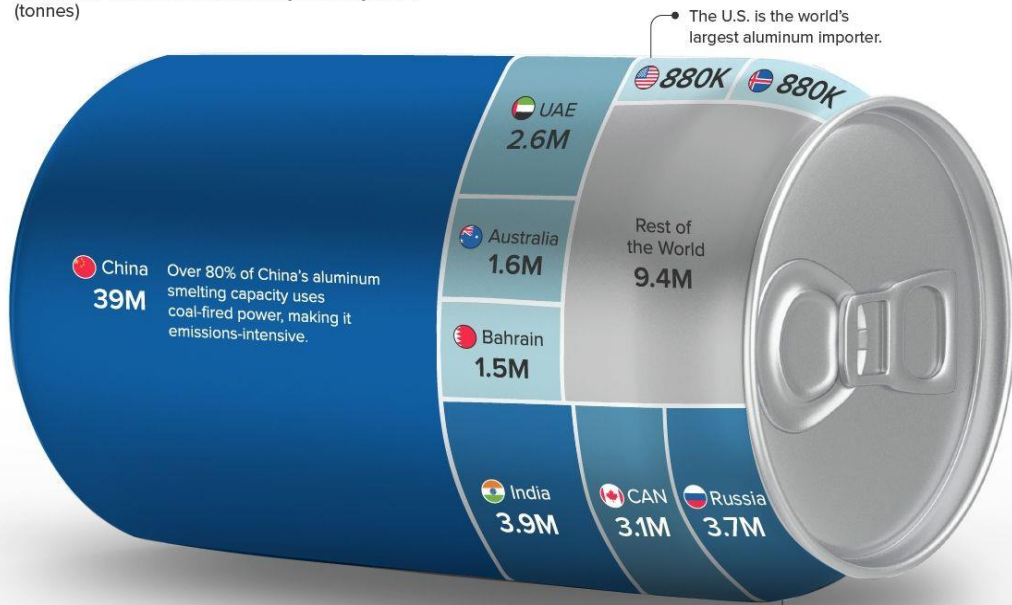 (tonnes)
The U.S. is the world's
largest aluminum importer.
880K
880K
UAE
2.6M
Australia
1.6M
Rest of
the World
9.4M
China
39M
Over 80% of China's aluminum
smelting capacity uses
coal-fired power, making it
emissions-intensive.
Bahrain
1.5M
India
3.9M
CAN
3.1M
Russia
3.7M